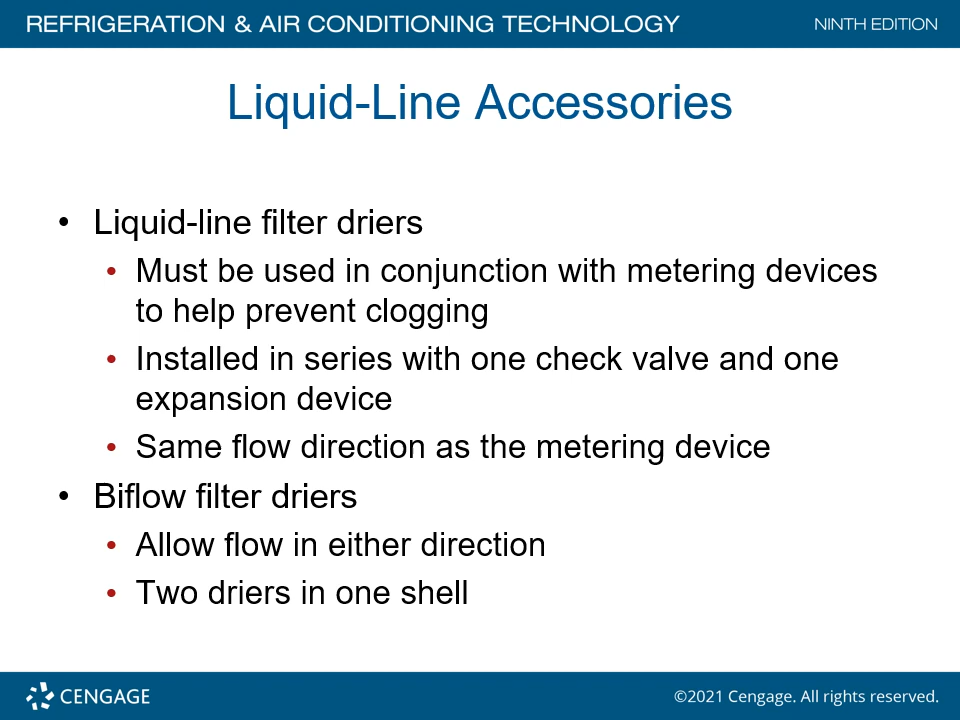 REFRIGERATION & AIR CONDITIONING TECHNOLOGY NINTH EDITION
Liquid-Line Accessories
• Liquid-line filter driers
• Must be used in conjunction with metering devices
to help prevent clogging
• Installed in series with one check valve and one
expansion device
• Same flow direction as the metering device
• Biflow filter driers
• Allow flow in either direction
• Two driers in one shell
CENGAGE ©2021 Cengage. All rights reserved.